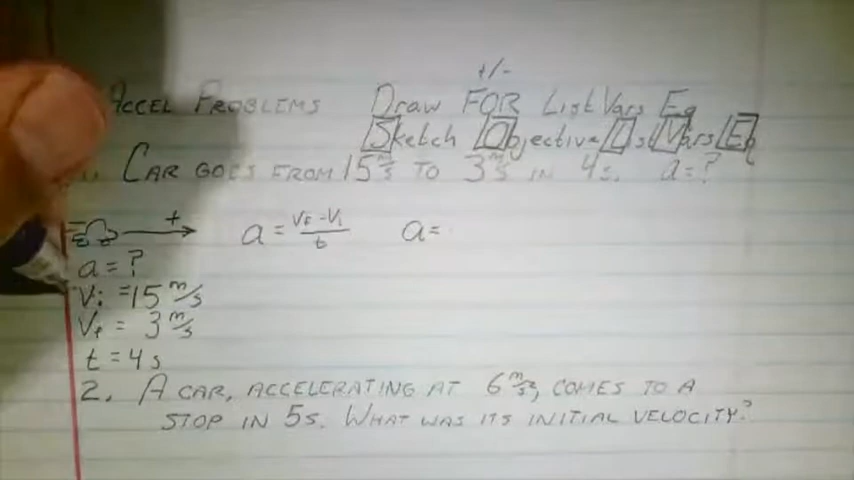 +/-
ACCEL PROBLEMS Draw FOR List Vars Eq
Sketch Objective List Vars Eq
CAR GOES FROM 15 m/s TO 3 m/s IN 4s. a=?
+
a = (VF - Vi)/t a=
a = ?
Vi = 15 m/s
Vf = 3 m/s
t = 4 s
2. A CAR, ACCELERATING AT 6 m/s², COMES TO A
STOP IN 5s. WHAT WAS ITS INITIAL VELOCITY?